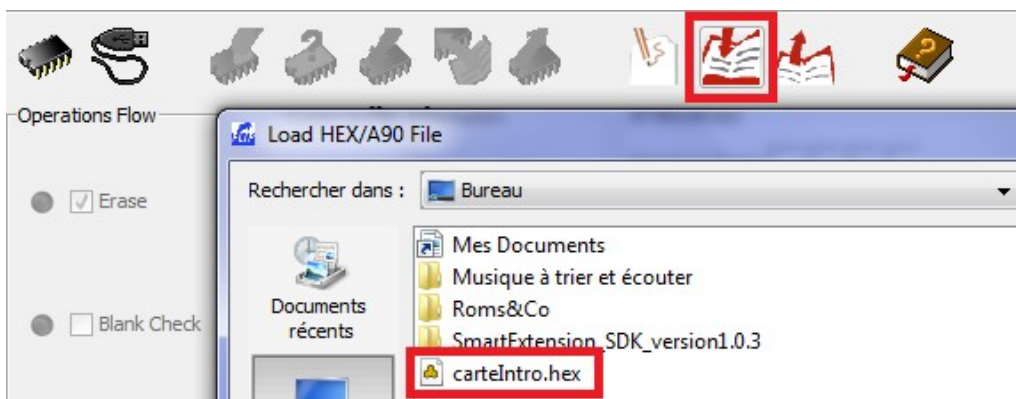 Operations Flow
Load HEX/A90 File
Rechercher dans :
Bureau
Erase
Mes Documents
Musique à trier et écouter
Documents
récents
Roms&Co
Blank Check
SmartExtension_SDK_version1.0.3
carteIntro.hex